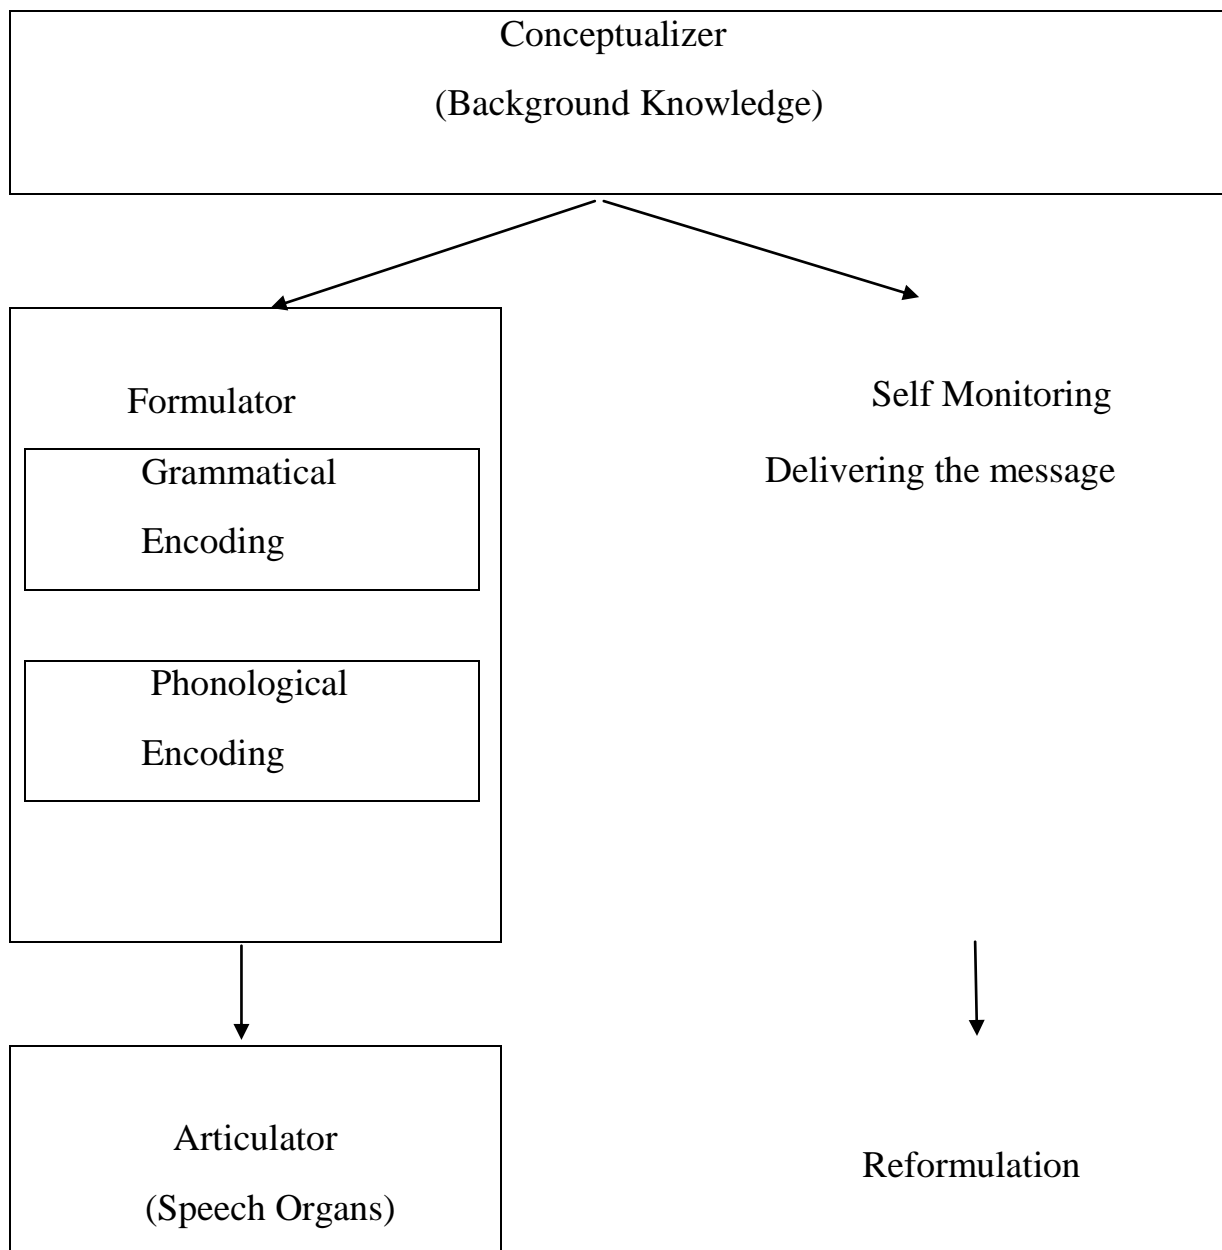 Conceptualizer
(Background Knowledge)
Formulator
Grammatical
Encoding
Phonological
Encoding
Self Monitoring
Delivering the message
Articulator
(Speech Organs)
Reformulation